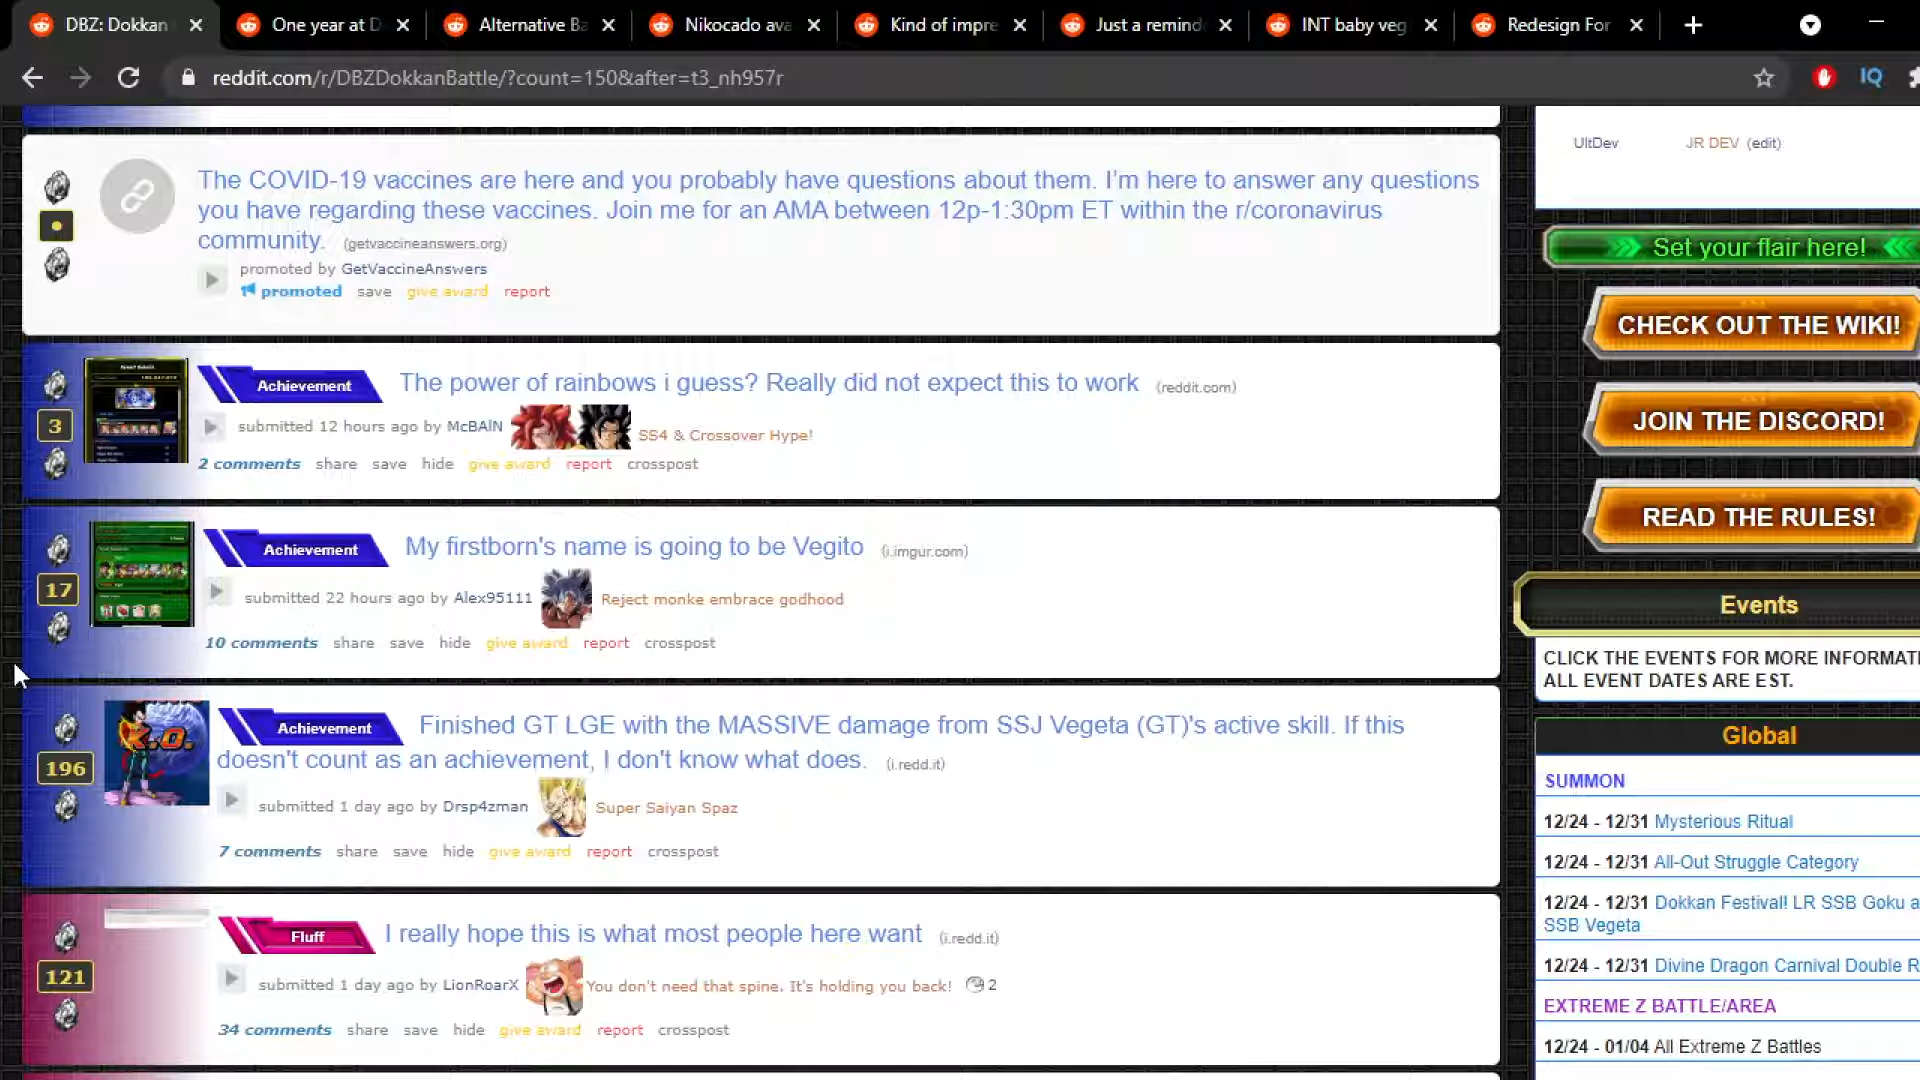 DBZ: Dokkan
One year at D
Alternative Ba
Nikocado ava
Kind of impre
Just a remind
INT baby veg
Redesign For
reddit.com/r/DBZDokkanBattle/?count=150&after=t3_nh957r
IQ
The COVID-19 vaccines are here and you probably have questions about them. I'm here to answer any questions
you have regarding these vaccines. Join me for an AMA between 12p-1:30pm ET within the r/coronavirus
community. (getvaccineanswers.org)
promoted by GetVaccineAnswers
promoted save give award report
3
Achievement The power of rainbows i guess? Really did not expect this to work (reddit.com)
submitted 12 hours ago by McBAlN SS4 & Crossover Hype!
2 comments share save hide give award report crosspost
17
Achievement My firstborn's name is going to be Vegito (i.imgur.com)
submitted 22 hours ago by Alex95111 Reject monke embrace godhood
10 comments share save hide give award report crosspost
196
K.O.
Achievement Finished GT LGE with the MASSIVE damage from SSJ Vegeta (GT)'s active skill. If this
doesn't count as an achievement, I don't know what does. (i.redd.it)
submitted 1 day ago by Drsp4zman Super Saiyan Spaz
7 comments share save hide give award report crosspost
121
Fluff I really hope this is what most people here want (i.redd.it)
submitted 1 day ago by LionRoarX You don't need that spine. It's holding you back! 2
34 comments share save hide give award report crosspost
UltDev JR DEV (edit)
Set your flair here!
CHECK OUT THE WIKI!
JOIN THE DISCORD!
READ THE RULES!
Events
CLICK THE EVENTS FOR MORE INFORMATI
ALL EVENT DATES ARE EST.
Global
SUMMON
12/24 - 12/31 Mysterious Ritual
12/24 - 12/31 All-Out Struggle Category
12/24 - 12/31 Dokkan Festival! LR SSB Goku a
SSB Vegeta
12/24 - 12/31 Divine Dragon Carnival Double R
EXTREME Z BATTLE/AREA
12/24 - 01/04 All Extreme Z Battles